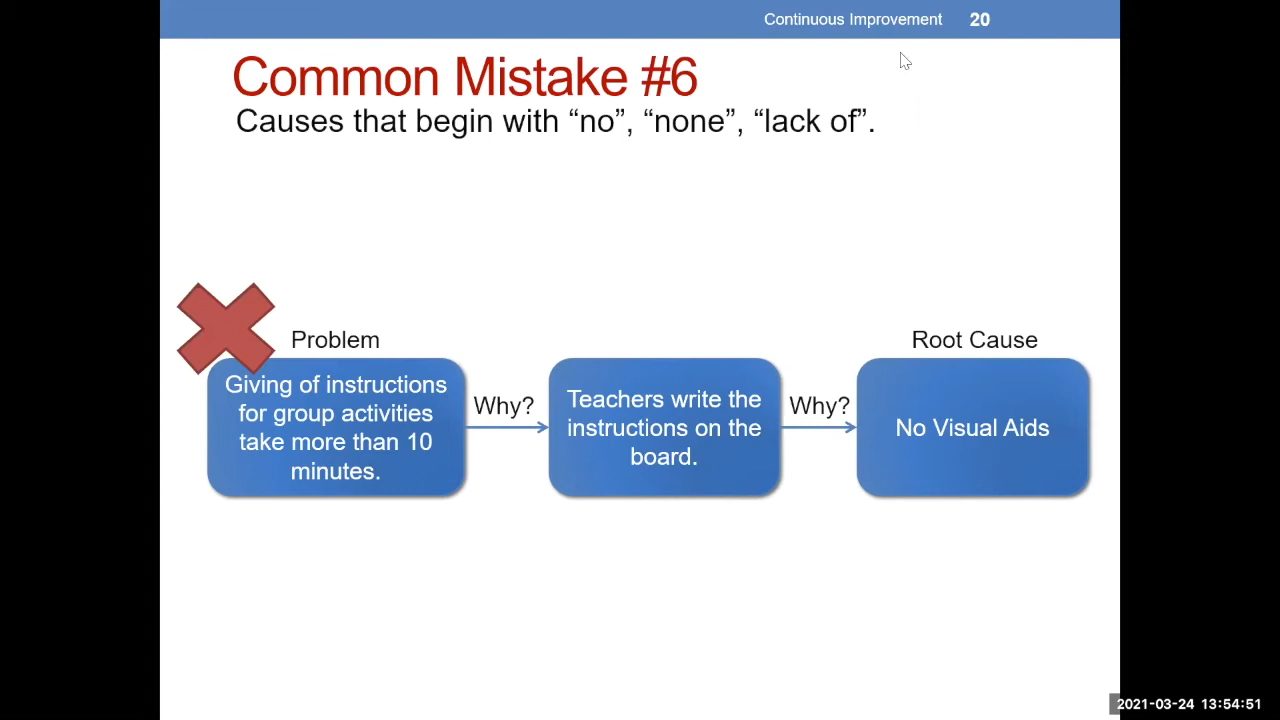 Continuous Improvement 20
Common Mistake #6
Causes that begin with “no”, “none”, “lack of”.
Problem
Giving of instructions
for group activities
take more than 10
minutes.
Why?
Teachers write the
instructions on the
board.
Why?
Root Cause
No Visual Aids
2021-03-24 13:54:51